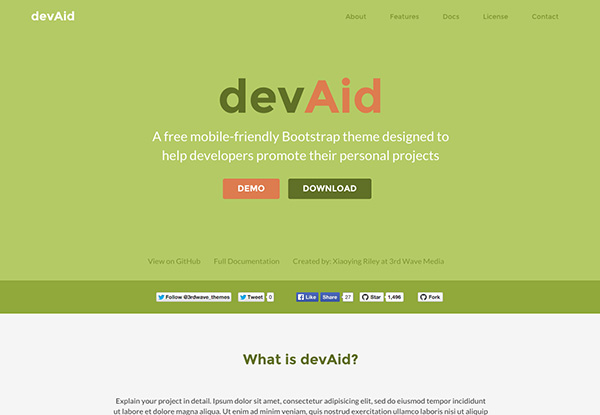 devAid
About Features Docs License Contact
devAid
A free mobile-friendly Bootstrap theme designed to
help developers promote their personal projects
DEMO DOWNLOAD
View on GitHub Full Documentation Created by: Xiaoying Riley at 3rd Wave Media
Follow @3rdwave_themes Tweet 0 Like Share 27 Star 1,496 Fork
What is devAid?
Explain your project in detail. Ipsum dolor sit amet, consectetur adipisicing elit, sed do eiusmod tempor incididunt
ut labore et dolore magna aliqua. Ut enim ad minim veniam, quis nostrud exercitation ullamco laboris nisi ut aliquip